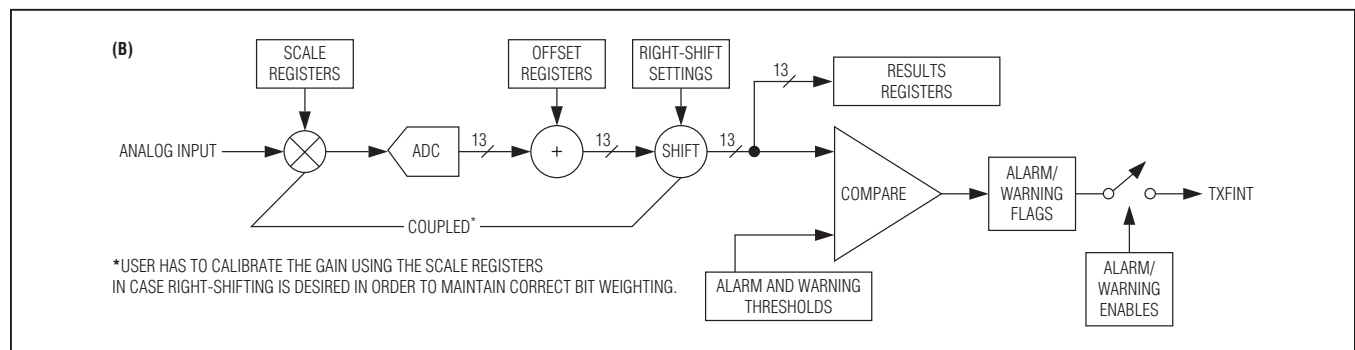 (B)
SCALE
REGISTERS
OFFSET
REGISTERS
RIGHT-SHIFT
SETTINGS
13
RESULTS
REGISTERS
ANALOG INPUT
ADC
13
+
13
SHIFT
13
COMPARE
ALARM/
WARNING
FLAGS
TXFINT
COUPLED*
*USER HAS TO CALIBRATE THE GAIN USING THE SCALE REGISTERS
IN CASE RIGHT-SHIFTING IS DESIRED IN ORDER TO MAINTAIN CORRECT BIT WEIGHTING.
ALARM AND WARNING
THRESHOLDS
ALARM/
WARNING
ENABLES